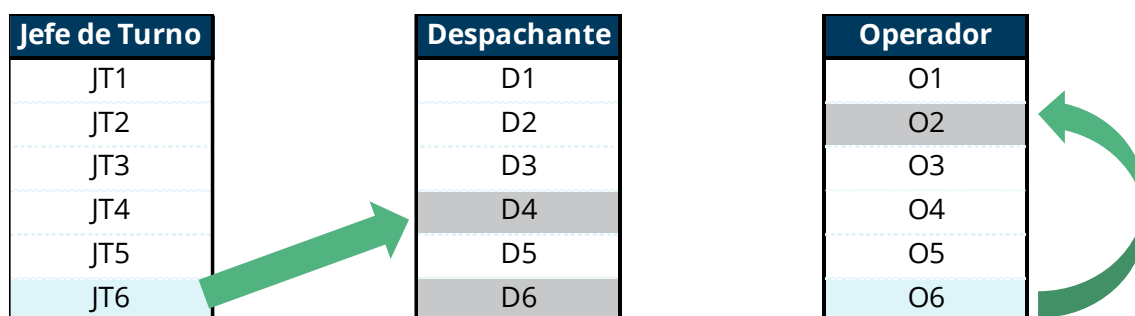 Jefe de Turno Despachante Operador
JT1 D1 O1
JT2 D2 O2
JT3 D3 O3
JT4 D4 O4
JT5 D5 O5
JT6 D6 O6